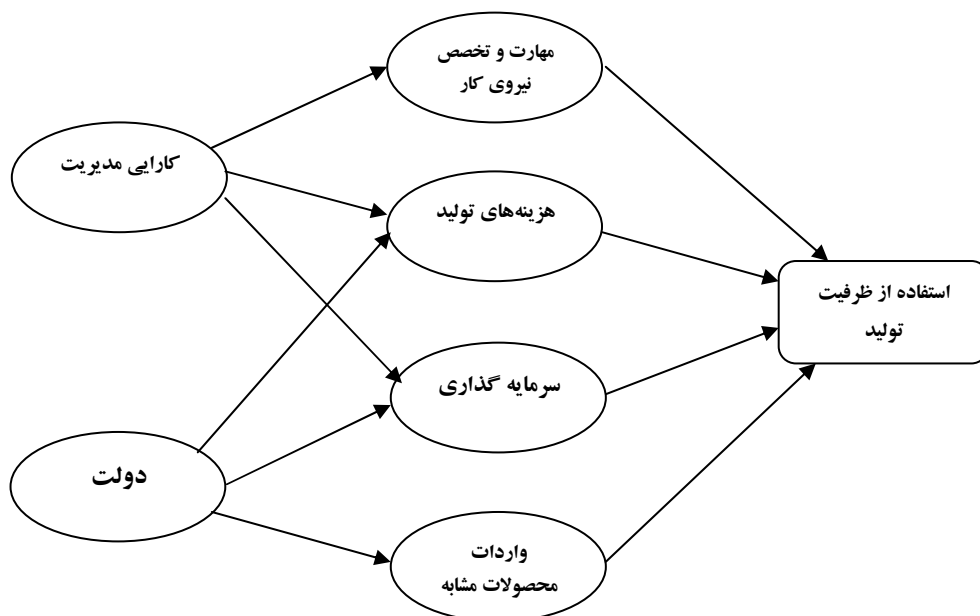 مهارت و تخصص
نیروی کار
کارایی مدیریت
هزینه‌های تولید
استفاده از ظرفیت
تولید
سرمایه گذاری
دولت
واردات
محصولات مشابه